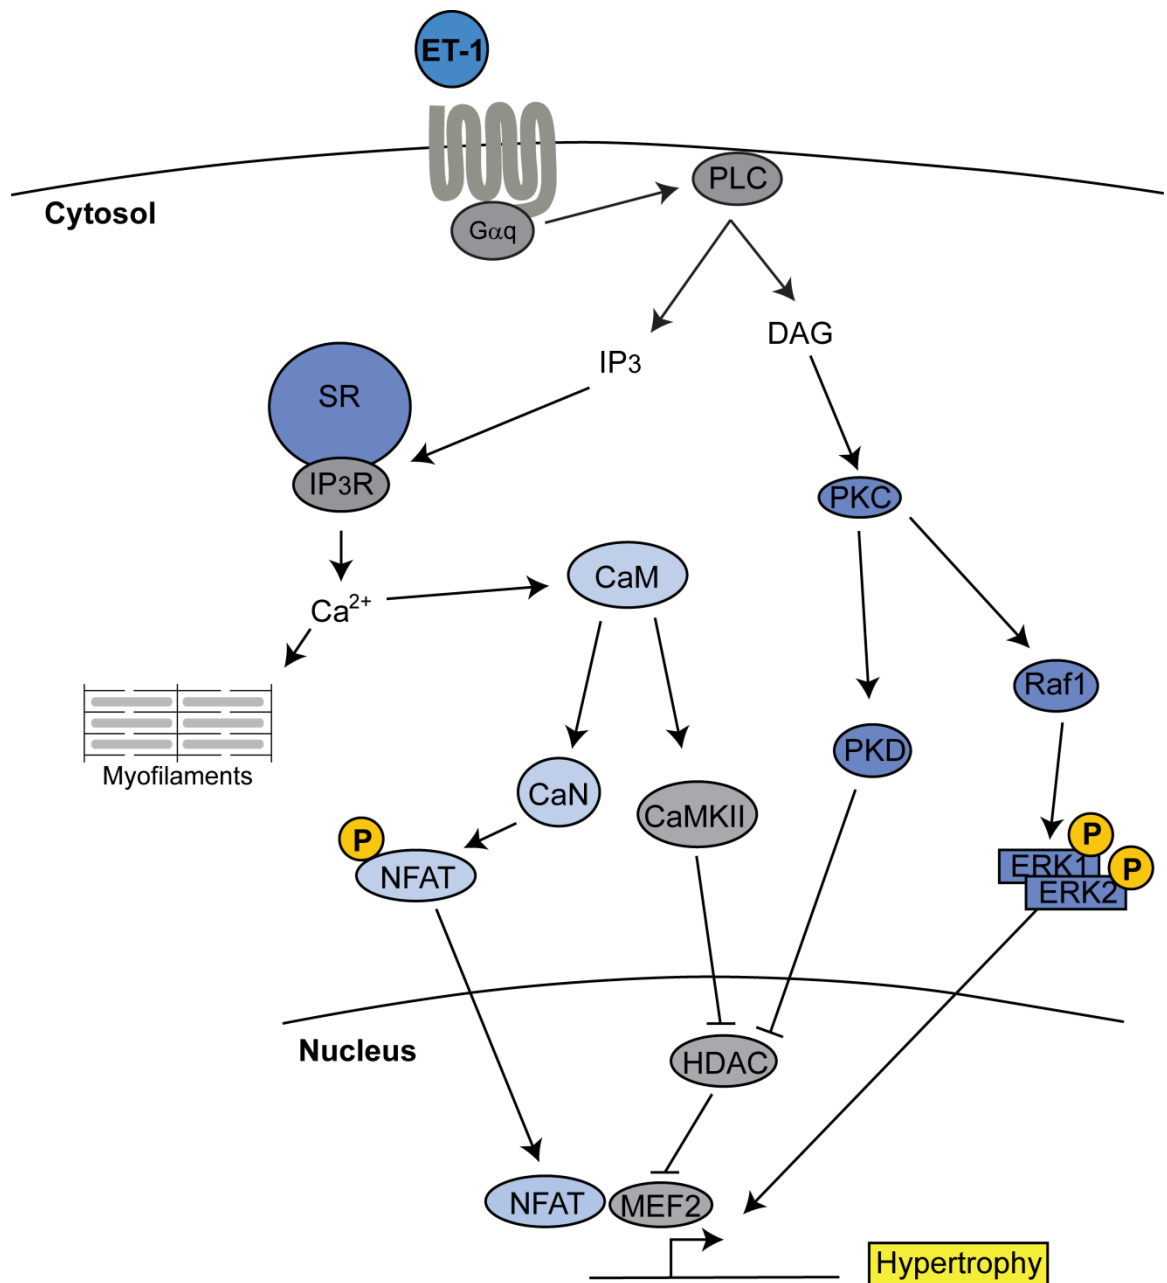 ET-1
PLC
Cytosol
Gαq
DAG
IP3
SR
IP3R
PKC
CaM
Ca²⁺
Raf1
PKD
Myofilaments
CaN
CaMKII
P
P
NFAT
ERK1
P
ERK2
Nucleus
HDAC
NFAT
MEF2
Hypertrophy